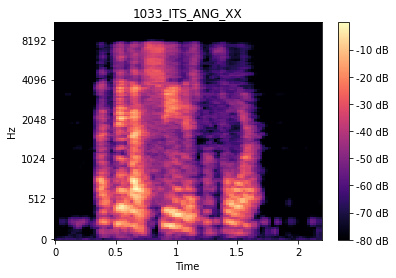 1033_ITS_ANG_XX
8192
4096
2048
1024
512
0
Hz
0
0.5
1
1.5
2
Time
-10 dB
-20 dB
-30 dB
-40 dB
-50 dB
-60 dB
-70 dB
-80 dB